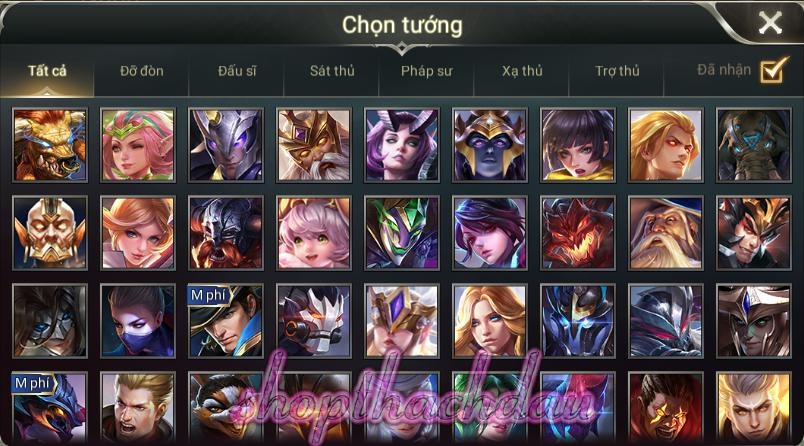 Chọn tướng
Tất cả Đỡ đòn Đấu sĩ Sát thủ Pháp sư Xạ thủ Trợ thủ Đã nhận
M phí
M phí
shopthachdau